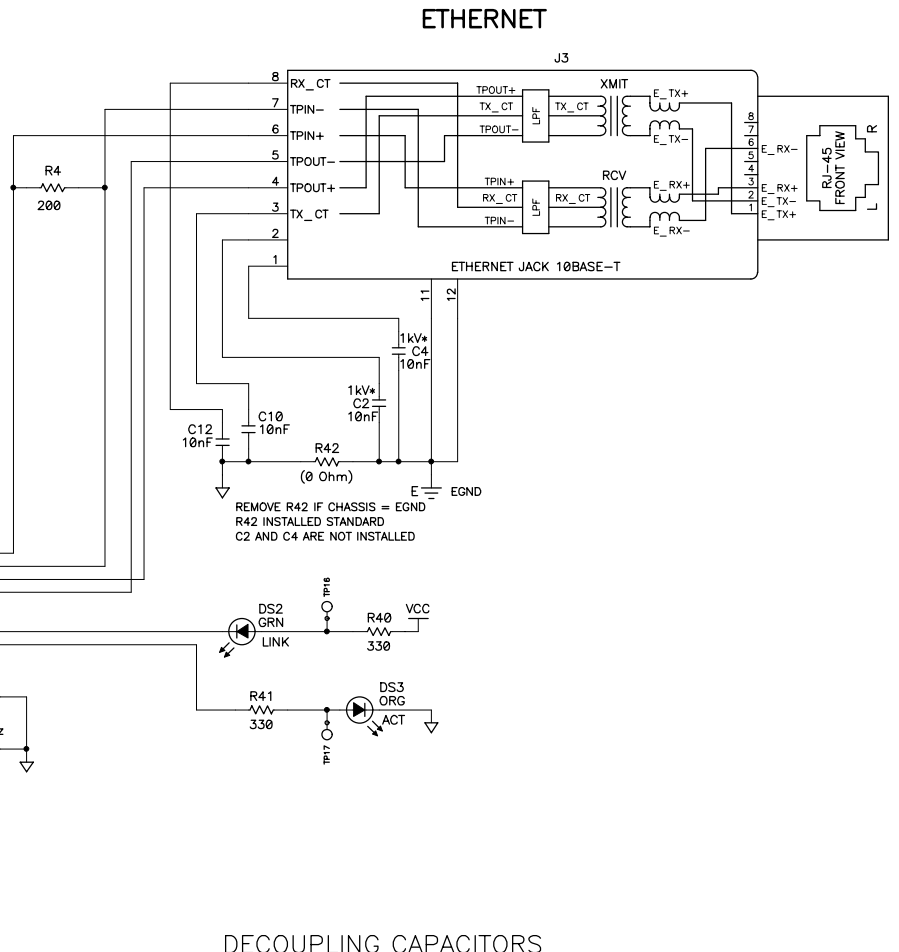 ETHERNET
J3
8 RX_CT
7 TPIN-
6 TPIN+
5 TPOUT-
4 TPOUT+
3 TX_CT
2
1
R4
200
TPOUT+
TX_CT
TPOUT-
LPF
TX_CT
XMIT
E_TX+
E_TX-
TPIN+
RX_CT
TPIN-
LPF
RX_CT
RCV
E_RX+
E_RX-
8
7
6 E_RX-
5
4
3 E_RX+
2 E_TX-
1 E_TX+
RJ-45
FRONT VIEW
R
L
ETHERNET JACK 10BASE-T
11
12
1kV*
C4
10nF
1kV*
C2
10nF
C10
10nF
C12
10nF
R42
(0 Ohm)
E EGND
REMOVE R42 IF CHASSIS = EGND
R42 INSTALLED STANDARD
C2 AND C4 ARE NOT INSTALLED
DS2
GRN
LINK
TP16
R40
330
VCC
R41
330
TP17
DS3
ORG
ACT
z
DECOUPLING CAPACITORS